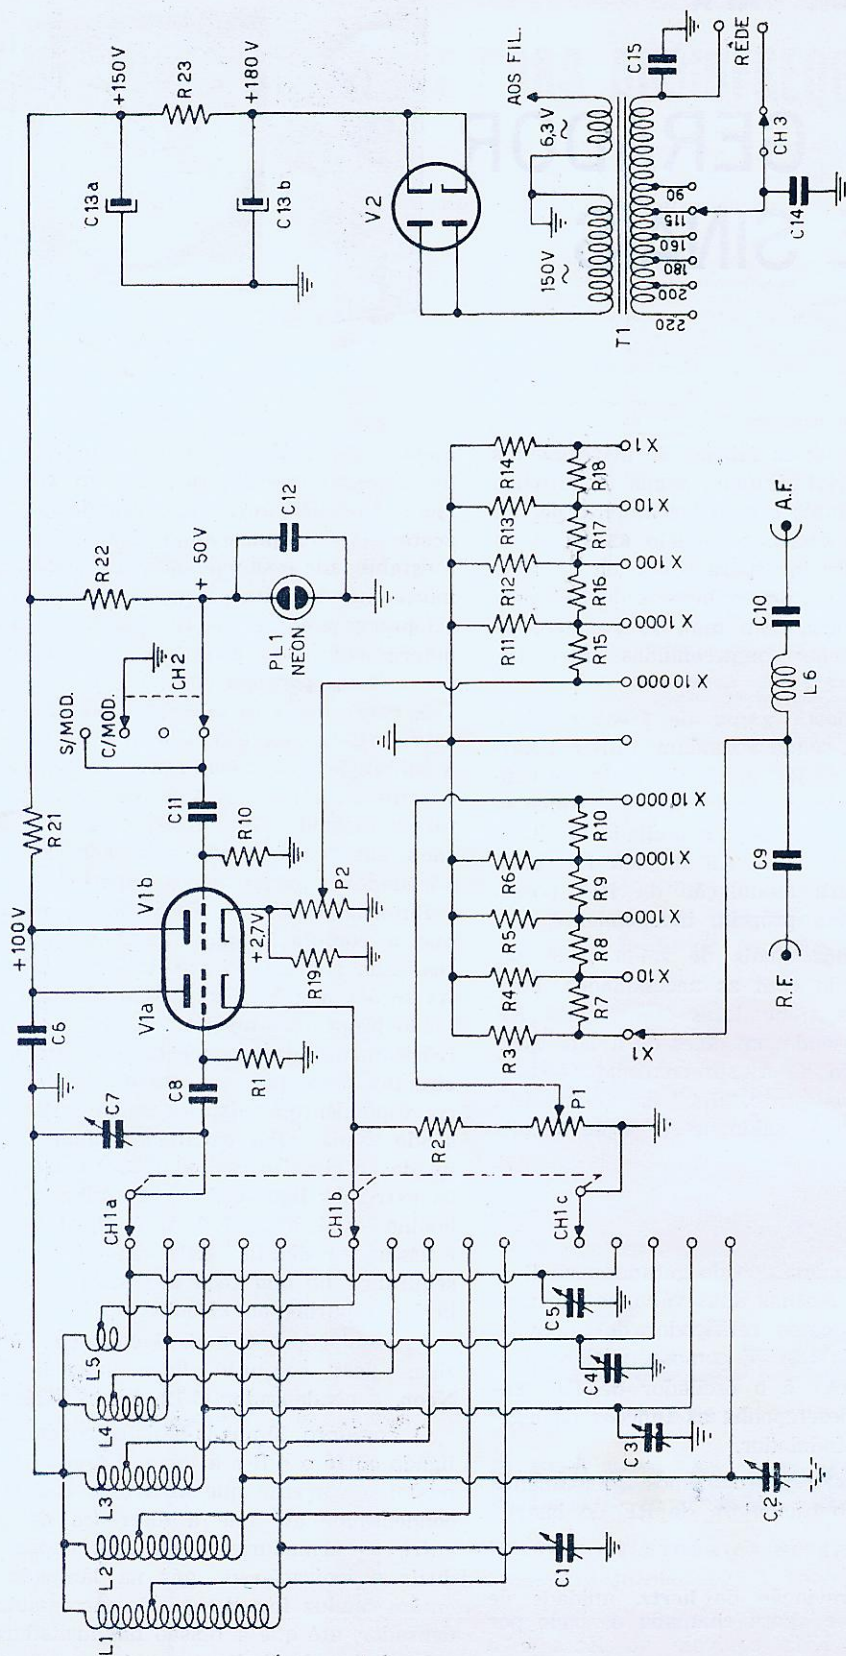 L1
L2
L3
L4
L5
C1
C2
C3
C4
C5
CH1a
CH1b
CH1c
C7
C8
R1
R2
P1
C6
+100V
V1a
V1b
+2,7V
R19
P2
R10
C11
R21
S/MOD.
C/MOD.
CH2
R22
+ 50V
PL1
NEON
C12
C13a
+150V
R23
C13b
+180V
V2
150V
~
6,3V
~
AOS FIL.
T1
220
200
180
160
115
90
C15
REDE
CH3
C14
R3
R4
R5
R6
R7
R8
R9
R10
X1
X10
X100
X1000
X10.000
R11
R12
R13
R14
R15
R16
R17
R18
X10.000
X1000
X100
X10
X1
R.F.
C9
L6
C10
A.F.